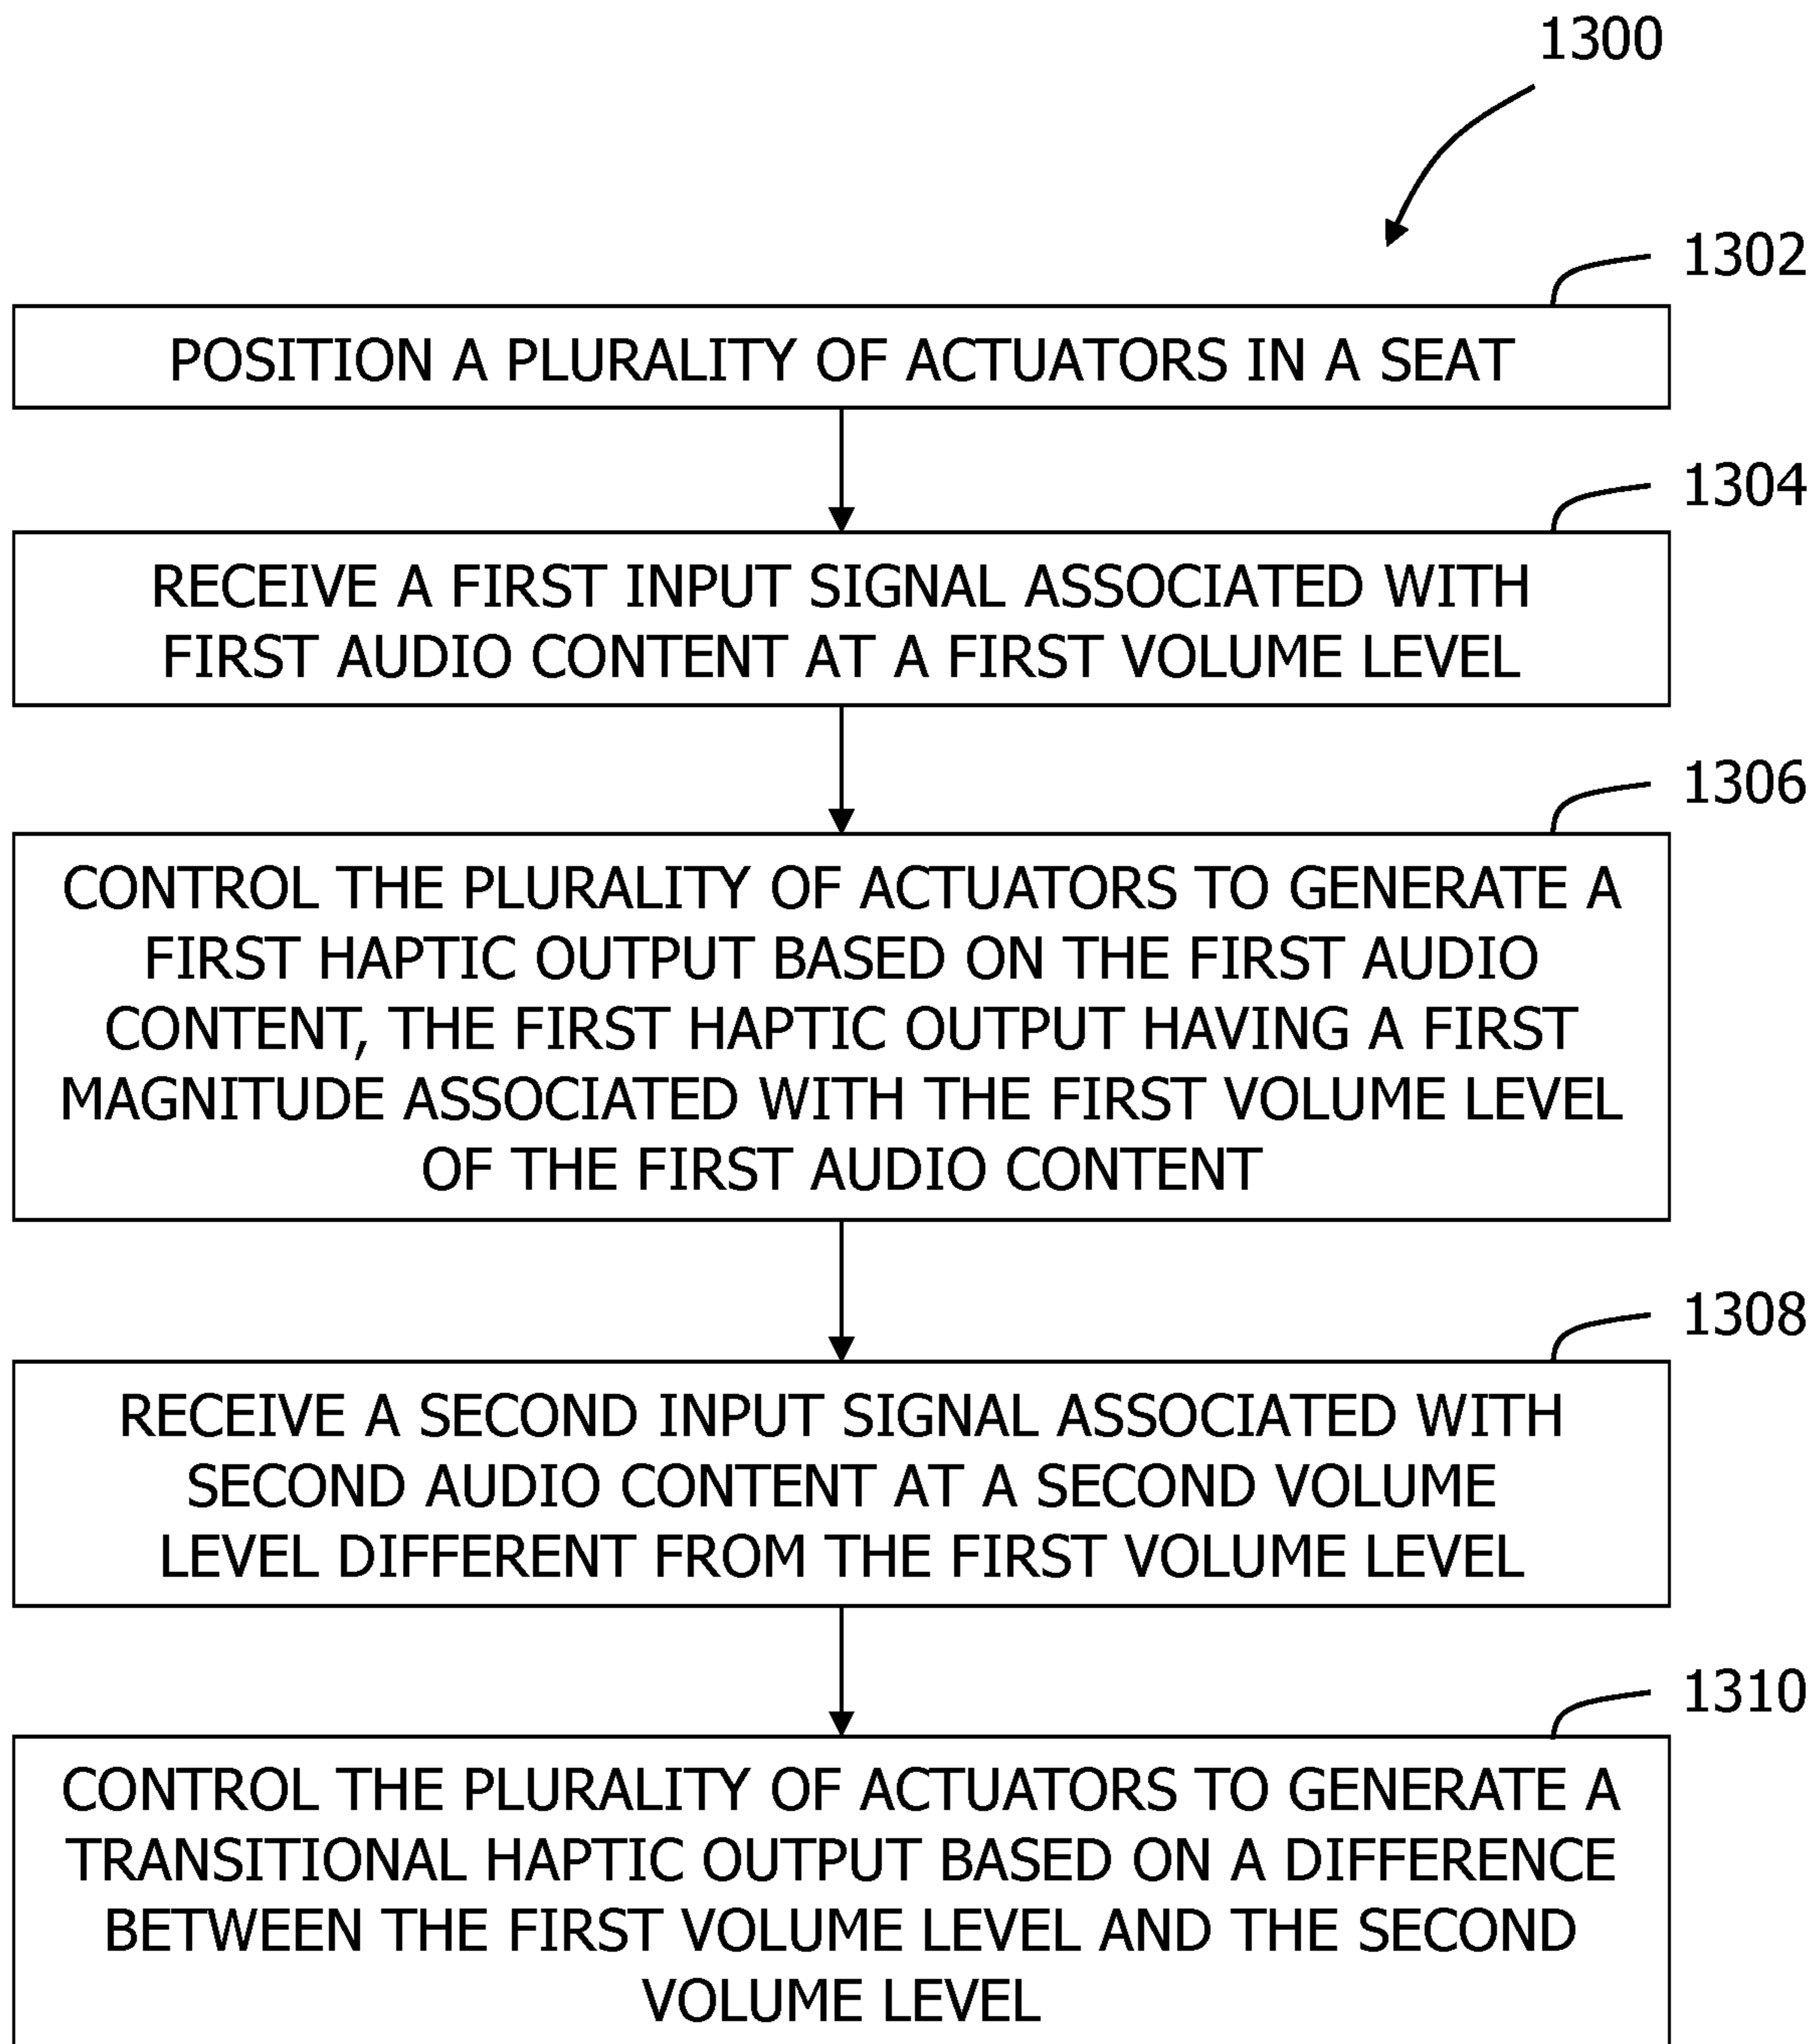 1300
1302
POSITION A PLURALITY OF ACTUATORS IN A SEAT
1304
RECEIVE A FIRST INPUT SIGNAL ASSOCIATED WITH
FIRST AUDIO CONTENT AT A FIRST VOLUME LEVEL
1306
CONTROL THE PLURALITY OF ACTUATORS TO GENERATE A
FIRST HAPTIC OUTPUT BASED ON THE FIRST AUDIO
CONTENT, THE FIRST HAPTIC OUTPUT HAVING A FIRST
MAGNITUDE ASSOCIATED WITH THE FIRST VOLUME LEVEL
OF THE FIRST AUDIO CONTENT
1308
RECEIVE A SECOND INPUT SIGNAL ASSOCIATED WITH
SECOND AUDIO CONTENT AT A SECOND VOLUME
LEVEL DIFFERENT FROM THE FIRST VOLUME LEVEL
1310
CONTROL THE PLURALITY OF ACTUATORS TO GENERATE A
TRANSITIONAL HAPTIC OUTPUT BASED ON A DIFFERENCE
BETWEEN THE FIRST VOLUME LEVEL AND THE SECOND
VOLUME LEVEL